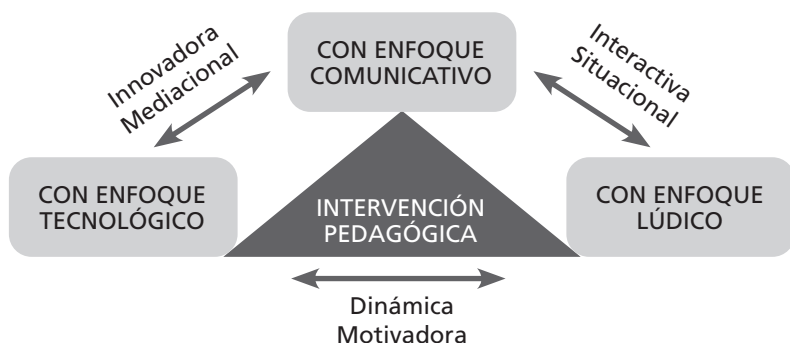 CON ENFOQUE
COMUNICATIVO
Innovadora
Mediacional
Interactiva
Situacional
CON ENFOQUE
TECNOLÓGICO
INTERVENCIÓN
PEDAGÓGICA
CON ENFOQUE
LÚDICO
Dinámica
Motivadora